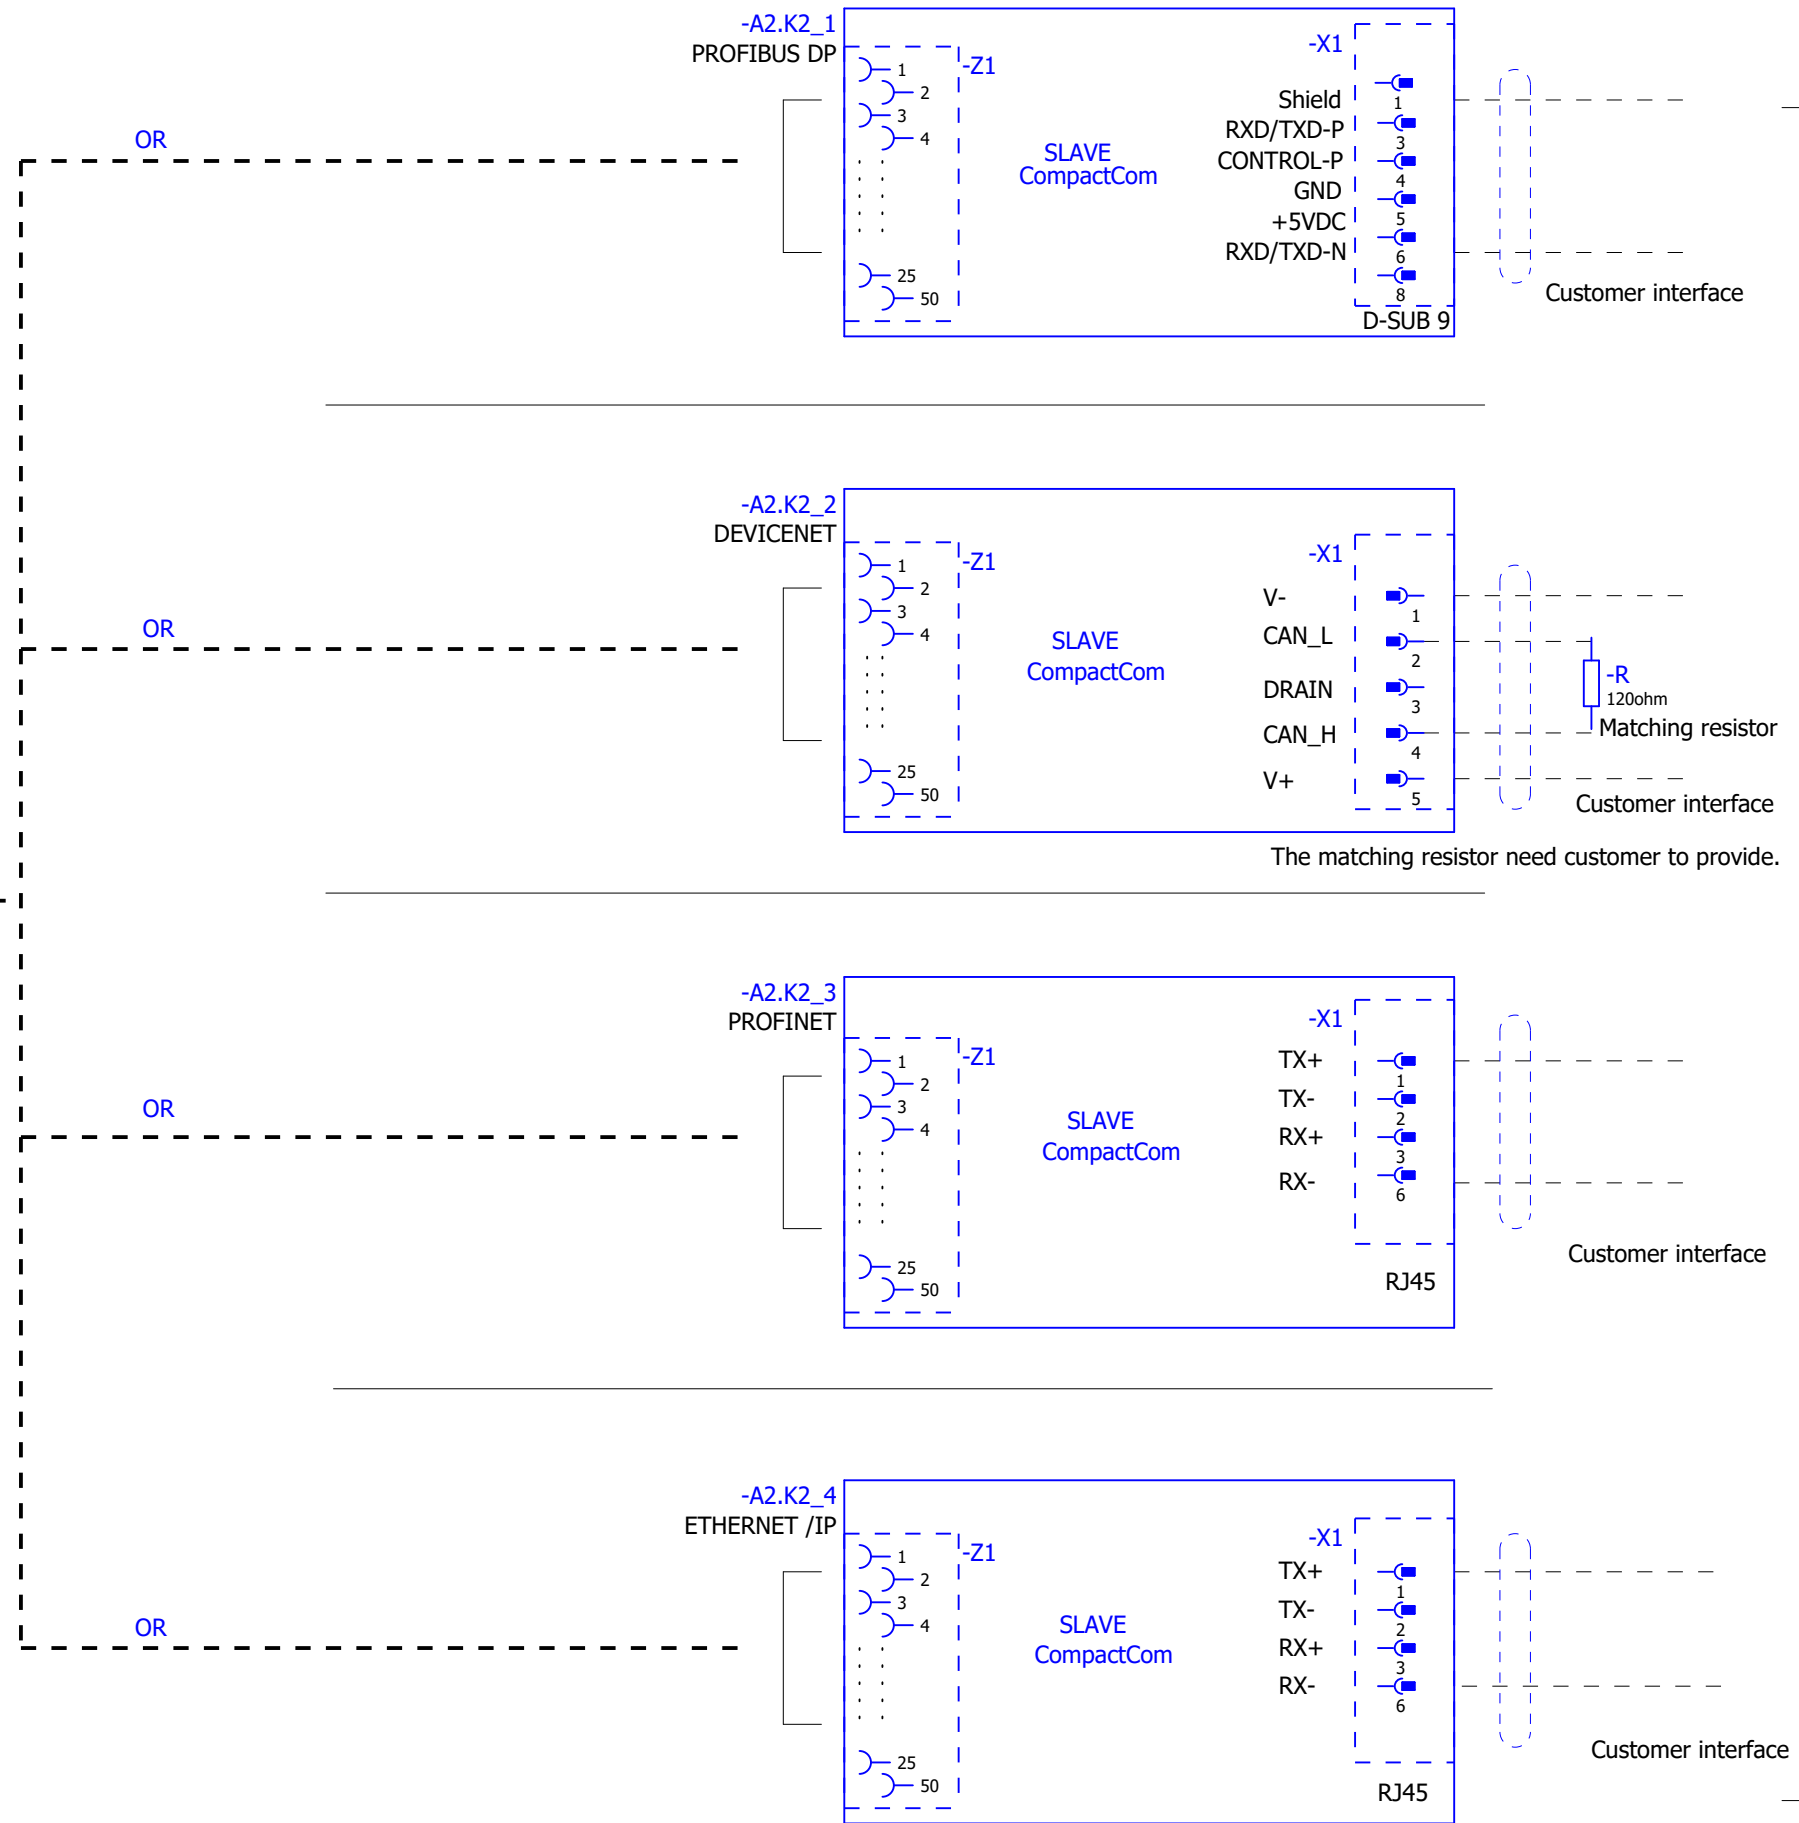 -A2.K2_1
PROFIBUS DP
-Z1
1
2
3
4
25
50
OR
SLAVE
CompactCom
-X1
Shield
RXD/TXD-P
CONTROL-P
GND
+5VDC
RXD/TXD-N
1
3
4
5
6
8
D-SUB 9
Customer interface
-A2.K2_2
DEVICENET
-Z1
1
2
3
4
25
50
OR
SLAVE
CompactCom
-X1
V-
1
CAN_L
2
DRAIN
3
CAN_H
4
V+
5
-R
120ohm
Matching resistor
Customer interface
The matching resistor need customer to provide.
-A2.K2_3
PROFINET
-Z1
1
2
3
4
25
50
OR
SLAVE
CompactCom
-X1
TX+
1
TX-
2
RX+
3
RX-
6
RJ45
Customer interface
-A2.K2_4
ETHERNET /IP
-Z1
1
2
3
4
25
50
OR
SLAVE
CompactCom
-X1
TX+
1
TX-
2
RX+
3
RX-
6
RJ45
Customer interface